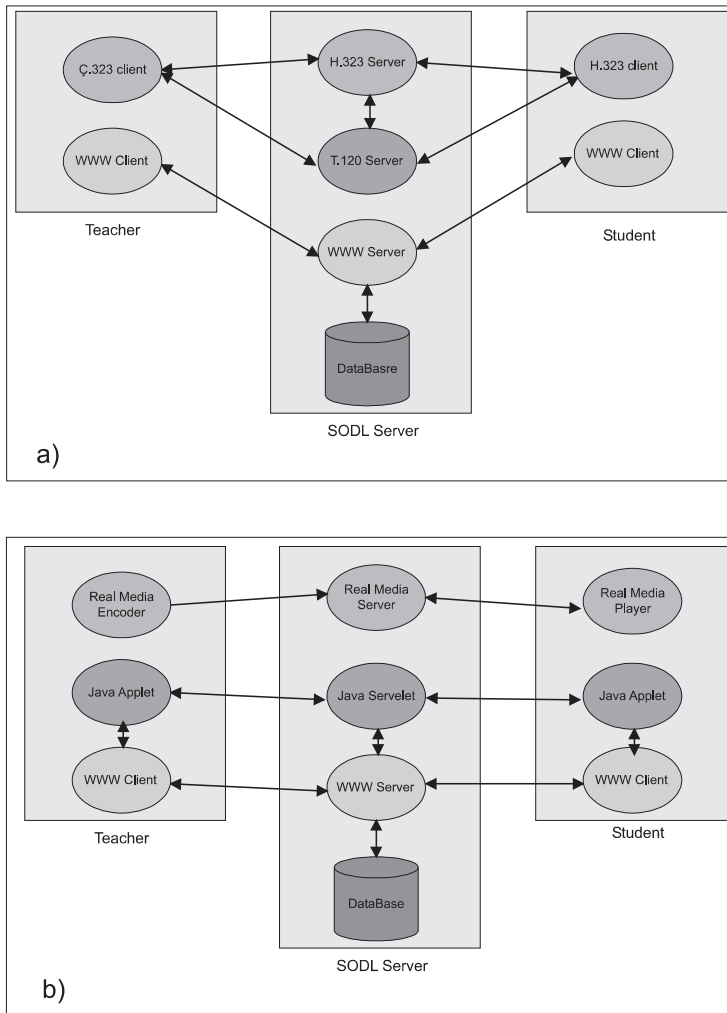 Ç.323 client
H.323 Server
H.323 client
WWW Client
T.120 Server
WWW Client
Teacher
WWW Server
Student
DataBasre
SODL Server
a)
Real Media
Encoder
Real Media
Server
Real Media
Player
Java Applet
Java Servelet
Java Applet
WWW Client
WWW Server
WWW Client
Teacher
Student
DataBase
SODL Server
b)